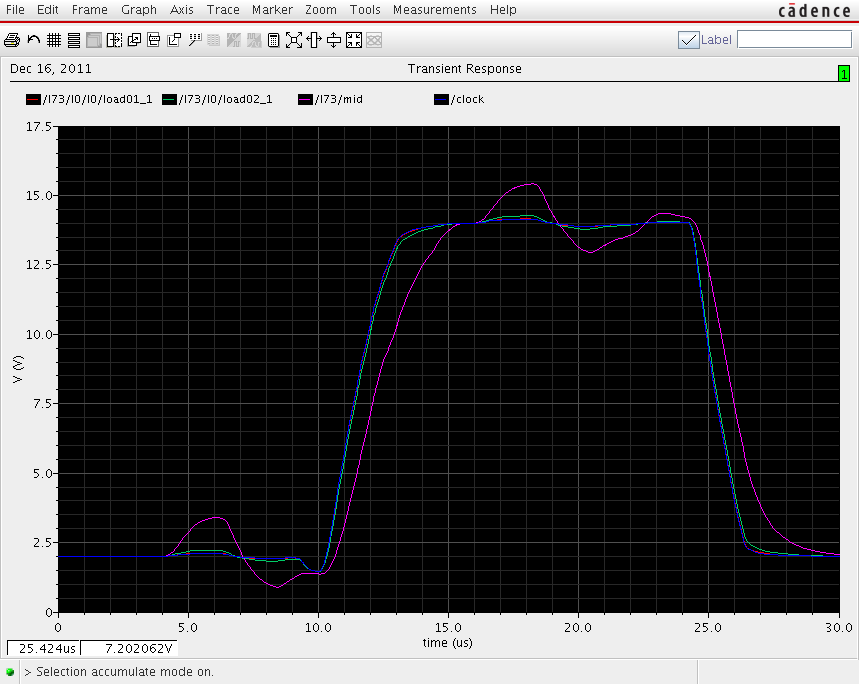 File Edit Frame Graph Axis Trace Marker Zoom Tools Measurements Help cādence
Label
Dec 16, 2011 Transient Response 1
/I73/I0/I0/load01_1 /I73/I0/load02_1 /I73/mid /clock
17.5
15.0
12.5
10.0
7.5
5.0
2.5
0
V (V)
0 5.0 10.0 15.0 20.0 25.0 30.0
time (us)
25.424us 7.202062V
> Selection accumulate mode on.